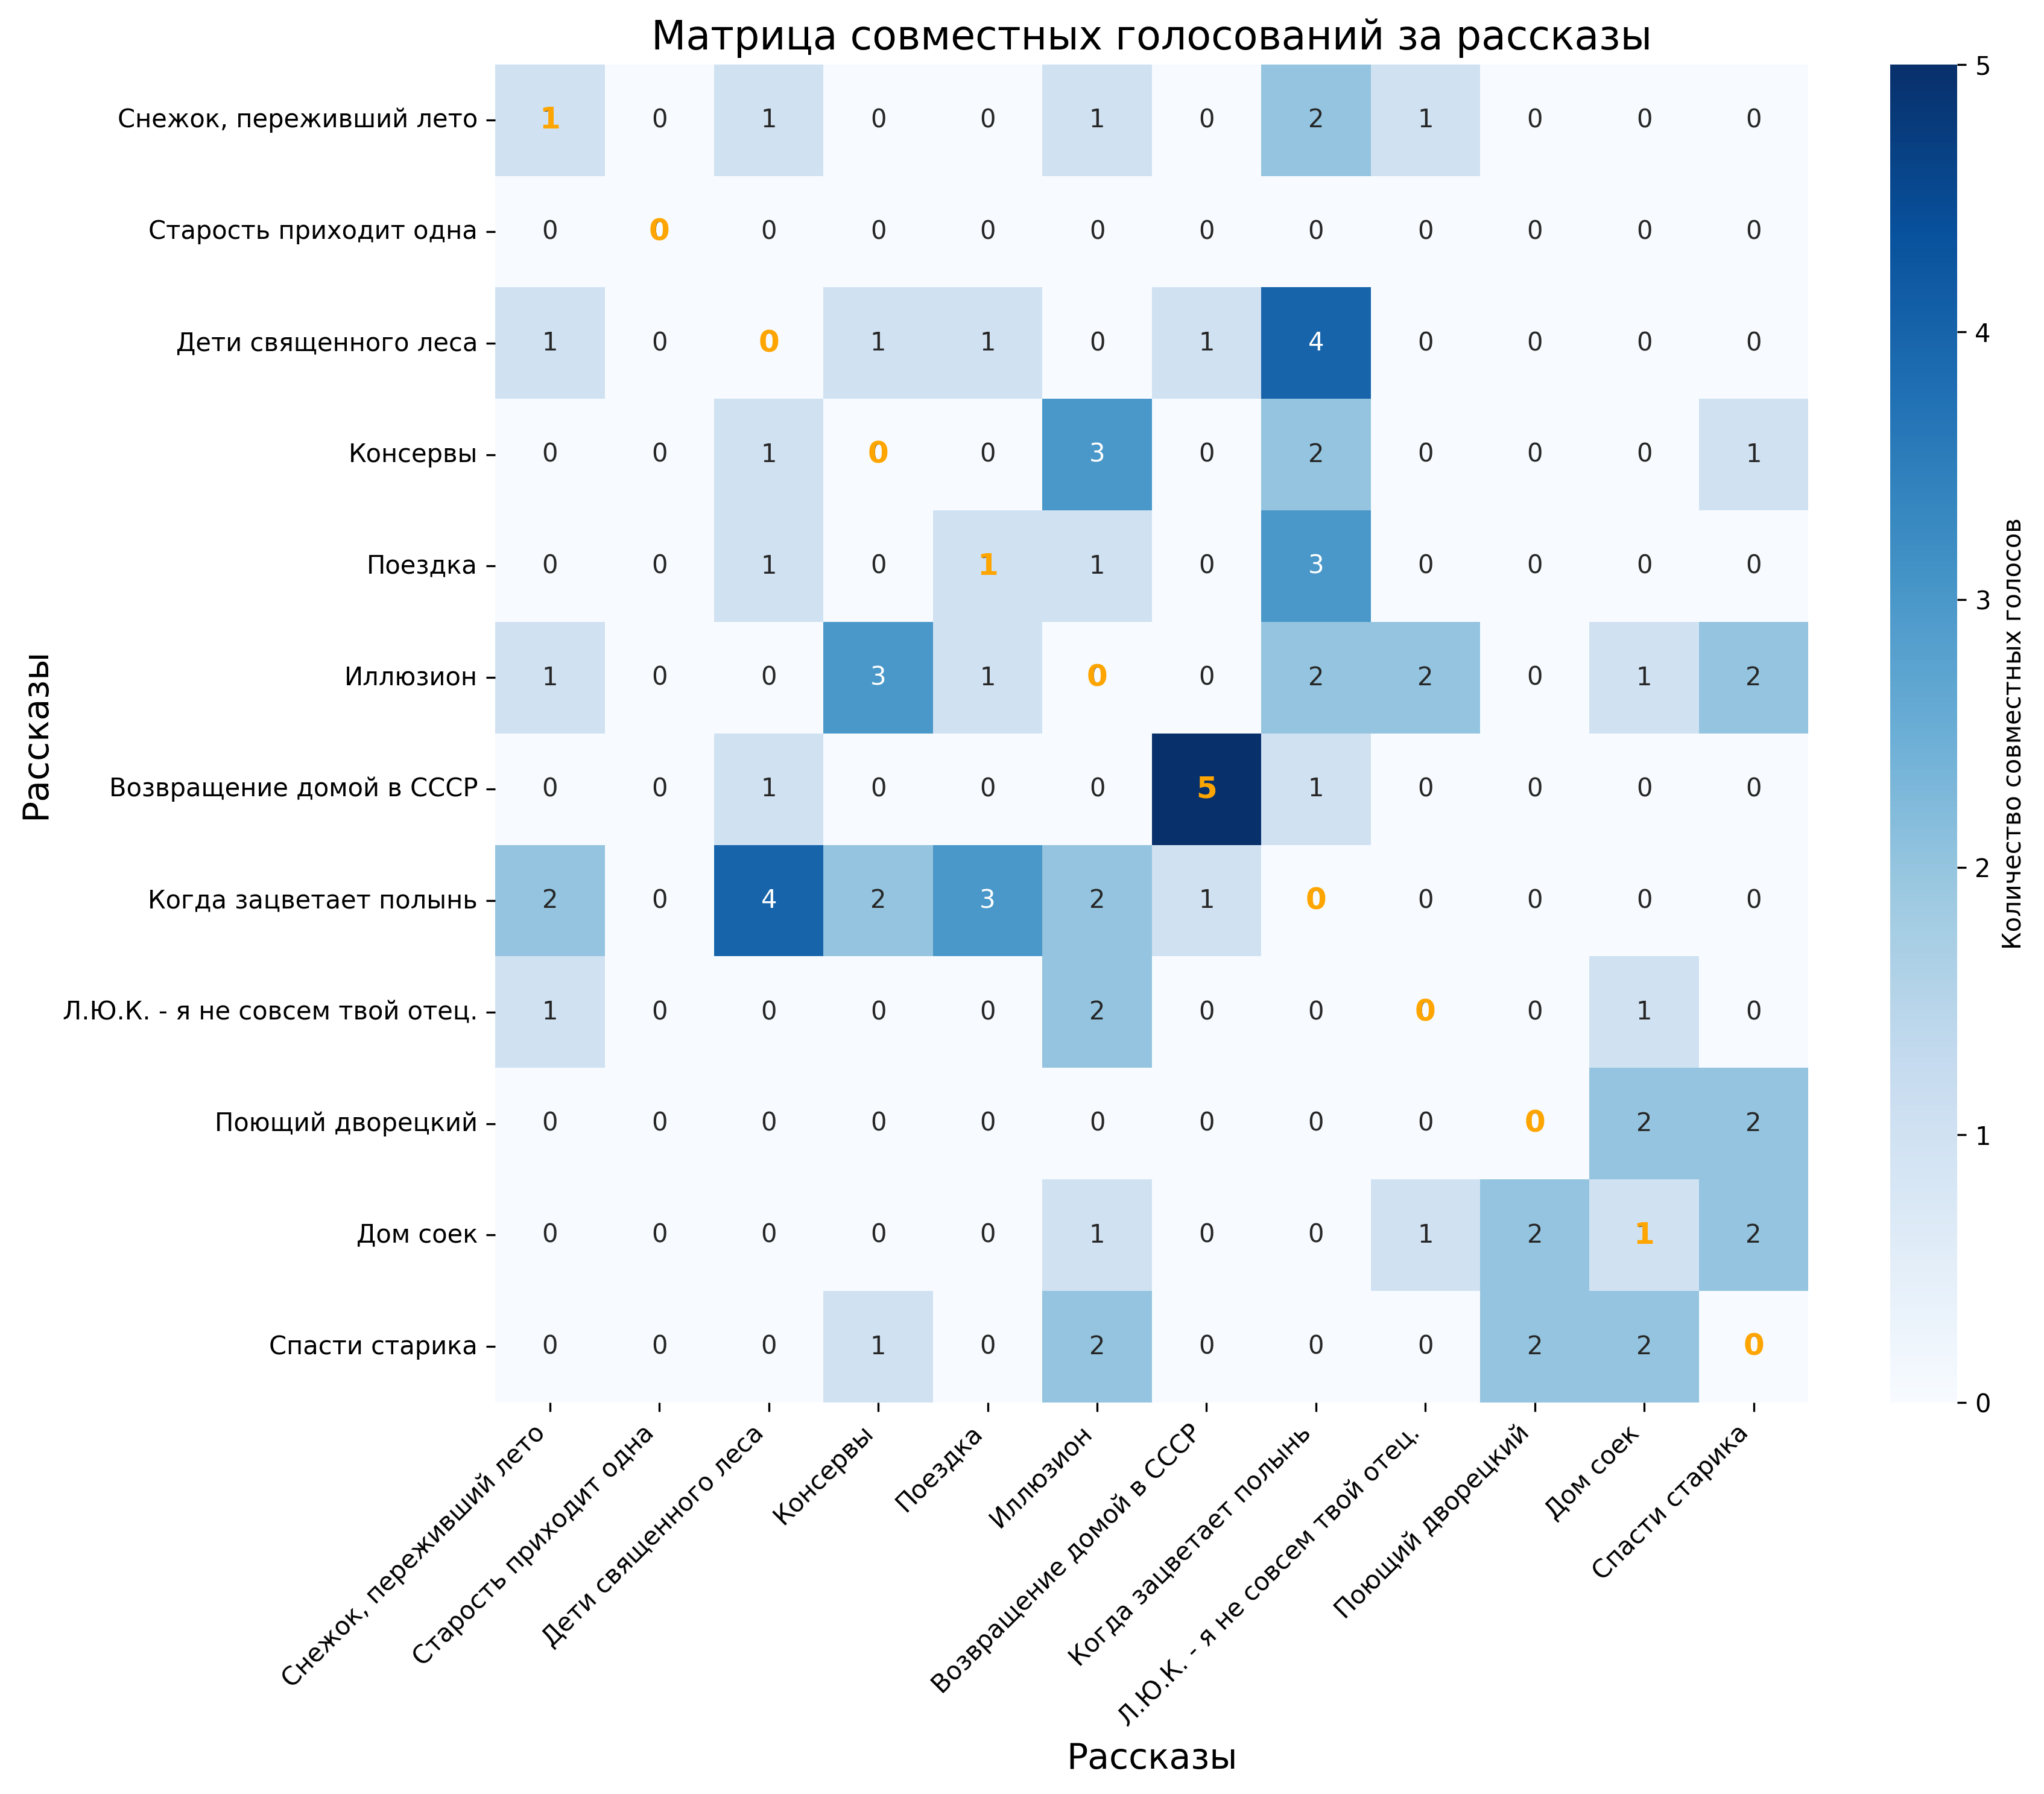 Матрица совместных голосований за рассказы
Рассказы
Снежок, переживший лето 1 0 1 0 0 1 0 2 1 0 0 0
Старость приходит одна 0 0 0 0 0 0 0 0 0 0 0 0
Дети священного леса 1 0 0 1 1 0 1 4 0 0 0 0
Консервы 0 0 1 0 0 3 0 2 0 0 0 1
Поездка 0 0 1 0 1 1 0 3 0 0 0 0
Иллюзион 1 0 0 3 1 0 0 2 2 0 1 2
Возвращение домой в СССР 0 0 1 0 0 0 5 1 0 0 0 0
Когда зацветает полынь 2 0 4 2 3 2 1 0 0 0 0 0
Л.Ю.К. - я не совсем твой отец. 1 0 0 0 0 2 0 0 0 0 1 0
Поющий дворецкий 0 0 0 0 0 0 0 0 0 0 2 2
Дом соек 0 0 0 0 0 1 0 0 1 2 1 2
Спасти старика 0 0 0 1 0 2 0 0 0 2 2 0
Снежок, переживший лето
Старость приходит одна
Дети священного леса
Консервы
Поездка
Иллюзион
Возвращение домой в СССР
Когда зацветает полынь
Л.Ю.К. - я не совсем твой отец.
Поющий дворецкий
Дом соек
Спасти старика
Рассказы
5
4
3
2
1
0
Количество совместных голосов